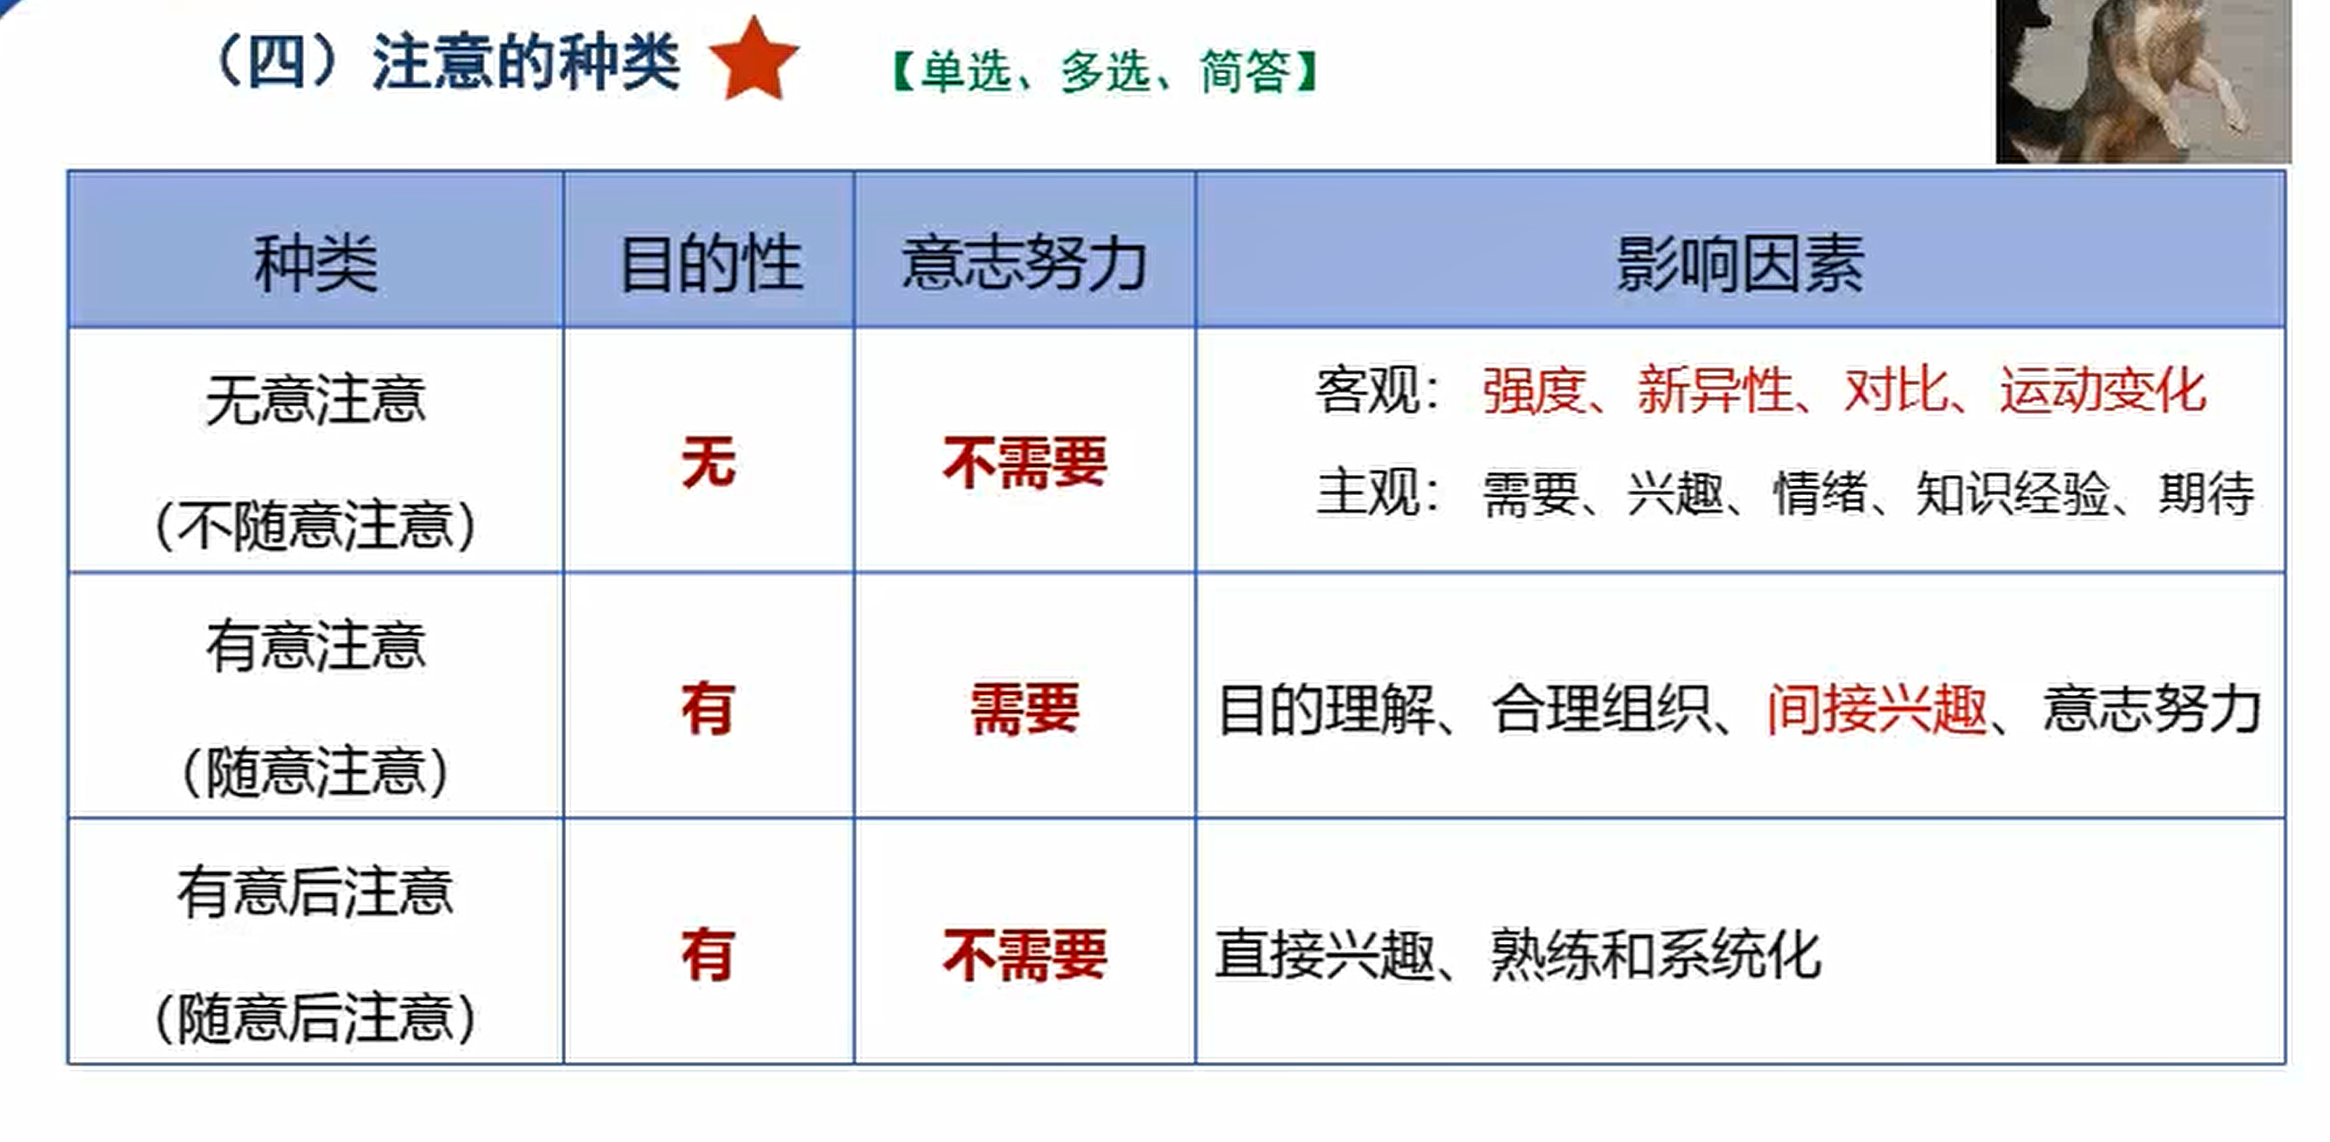 （四）注意的种类 【单选、多选、简答】
种类 目的性 意志努力 影响因素
无意注意
（不随意注意）
无
不需要
客观：强度、新异性、对比、运动变化
主观：需要、兴趣、情绪、知识经验、期待
有意注意
（随意注意）
有
需要
目的理解、合理组织、间接兴趣、意志努力
有意后注意
（随意后注意）
有
不需要
直接兴趣、熟练和系统化